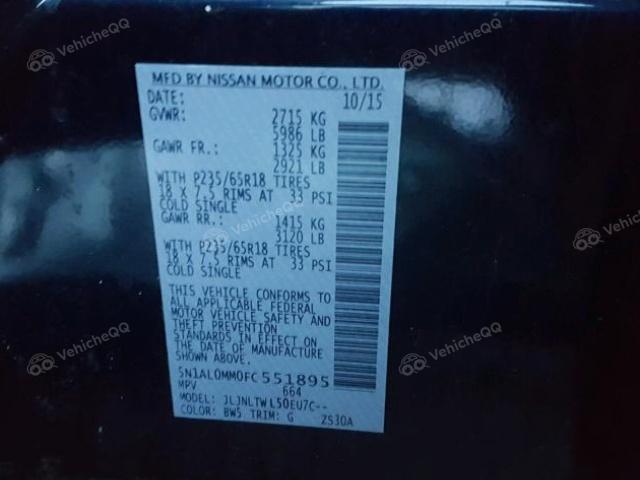 MFD BY NISSAN MOTOR CO., LTD.
DATE: 10/15
GVWR: 2715 KG
5986 LB
GAWR FR.: 1325 KG
2921 LB
WITH P235/65R18 TIRES
18 X 7.5 RIMS AT 33 PSI
COLD SINGLE
GAWR RR.: 1415 KG
3120 LB
WITH P235/65R18 TIRES
18 X 7.5 RIMS AT 33 PSI
COLD SINGLE
THIS VEHICLE CONFORMS TO
ALL APPLICABLE FEDERAL
MOTOR VEHICLE SAFETY AND
THEFT PREVENTION
STANDARDS IN EFFECT ON
THE DATE OF MANUFACTURE
SHOWN ABOVE.
5N1AL0MM0FC551895
MPV 664
MODEL: JLJNLTWL50EU7C--
COLOR: BW5 TRIM: G ZS30A
VehicheQQ
VehicheQQ
VehicheQQ
VehicheQQ
VehicheQQ
VehicheQQ
VehicheQQ
VehicheQQ